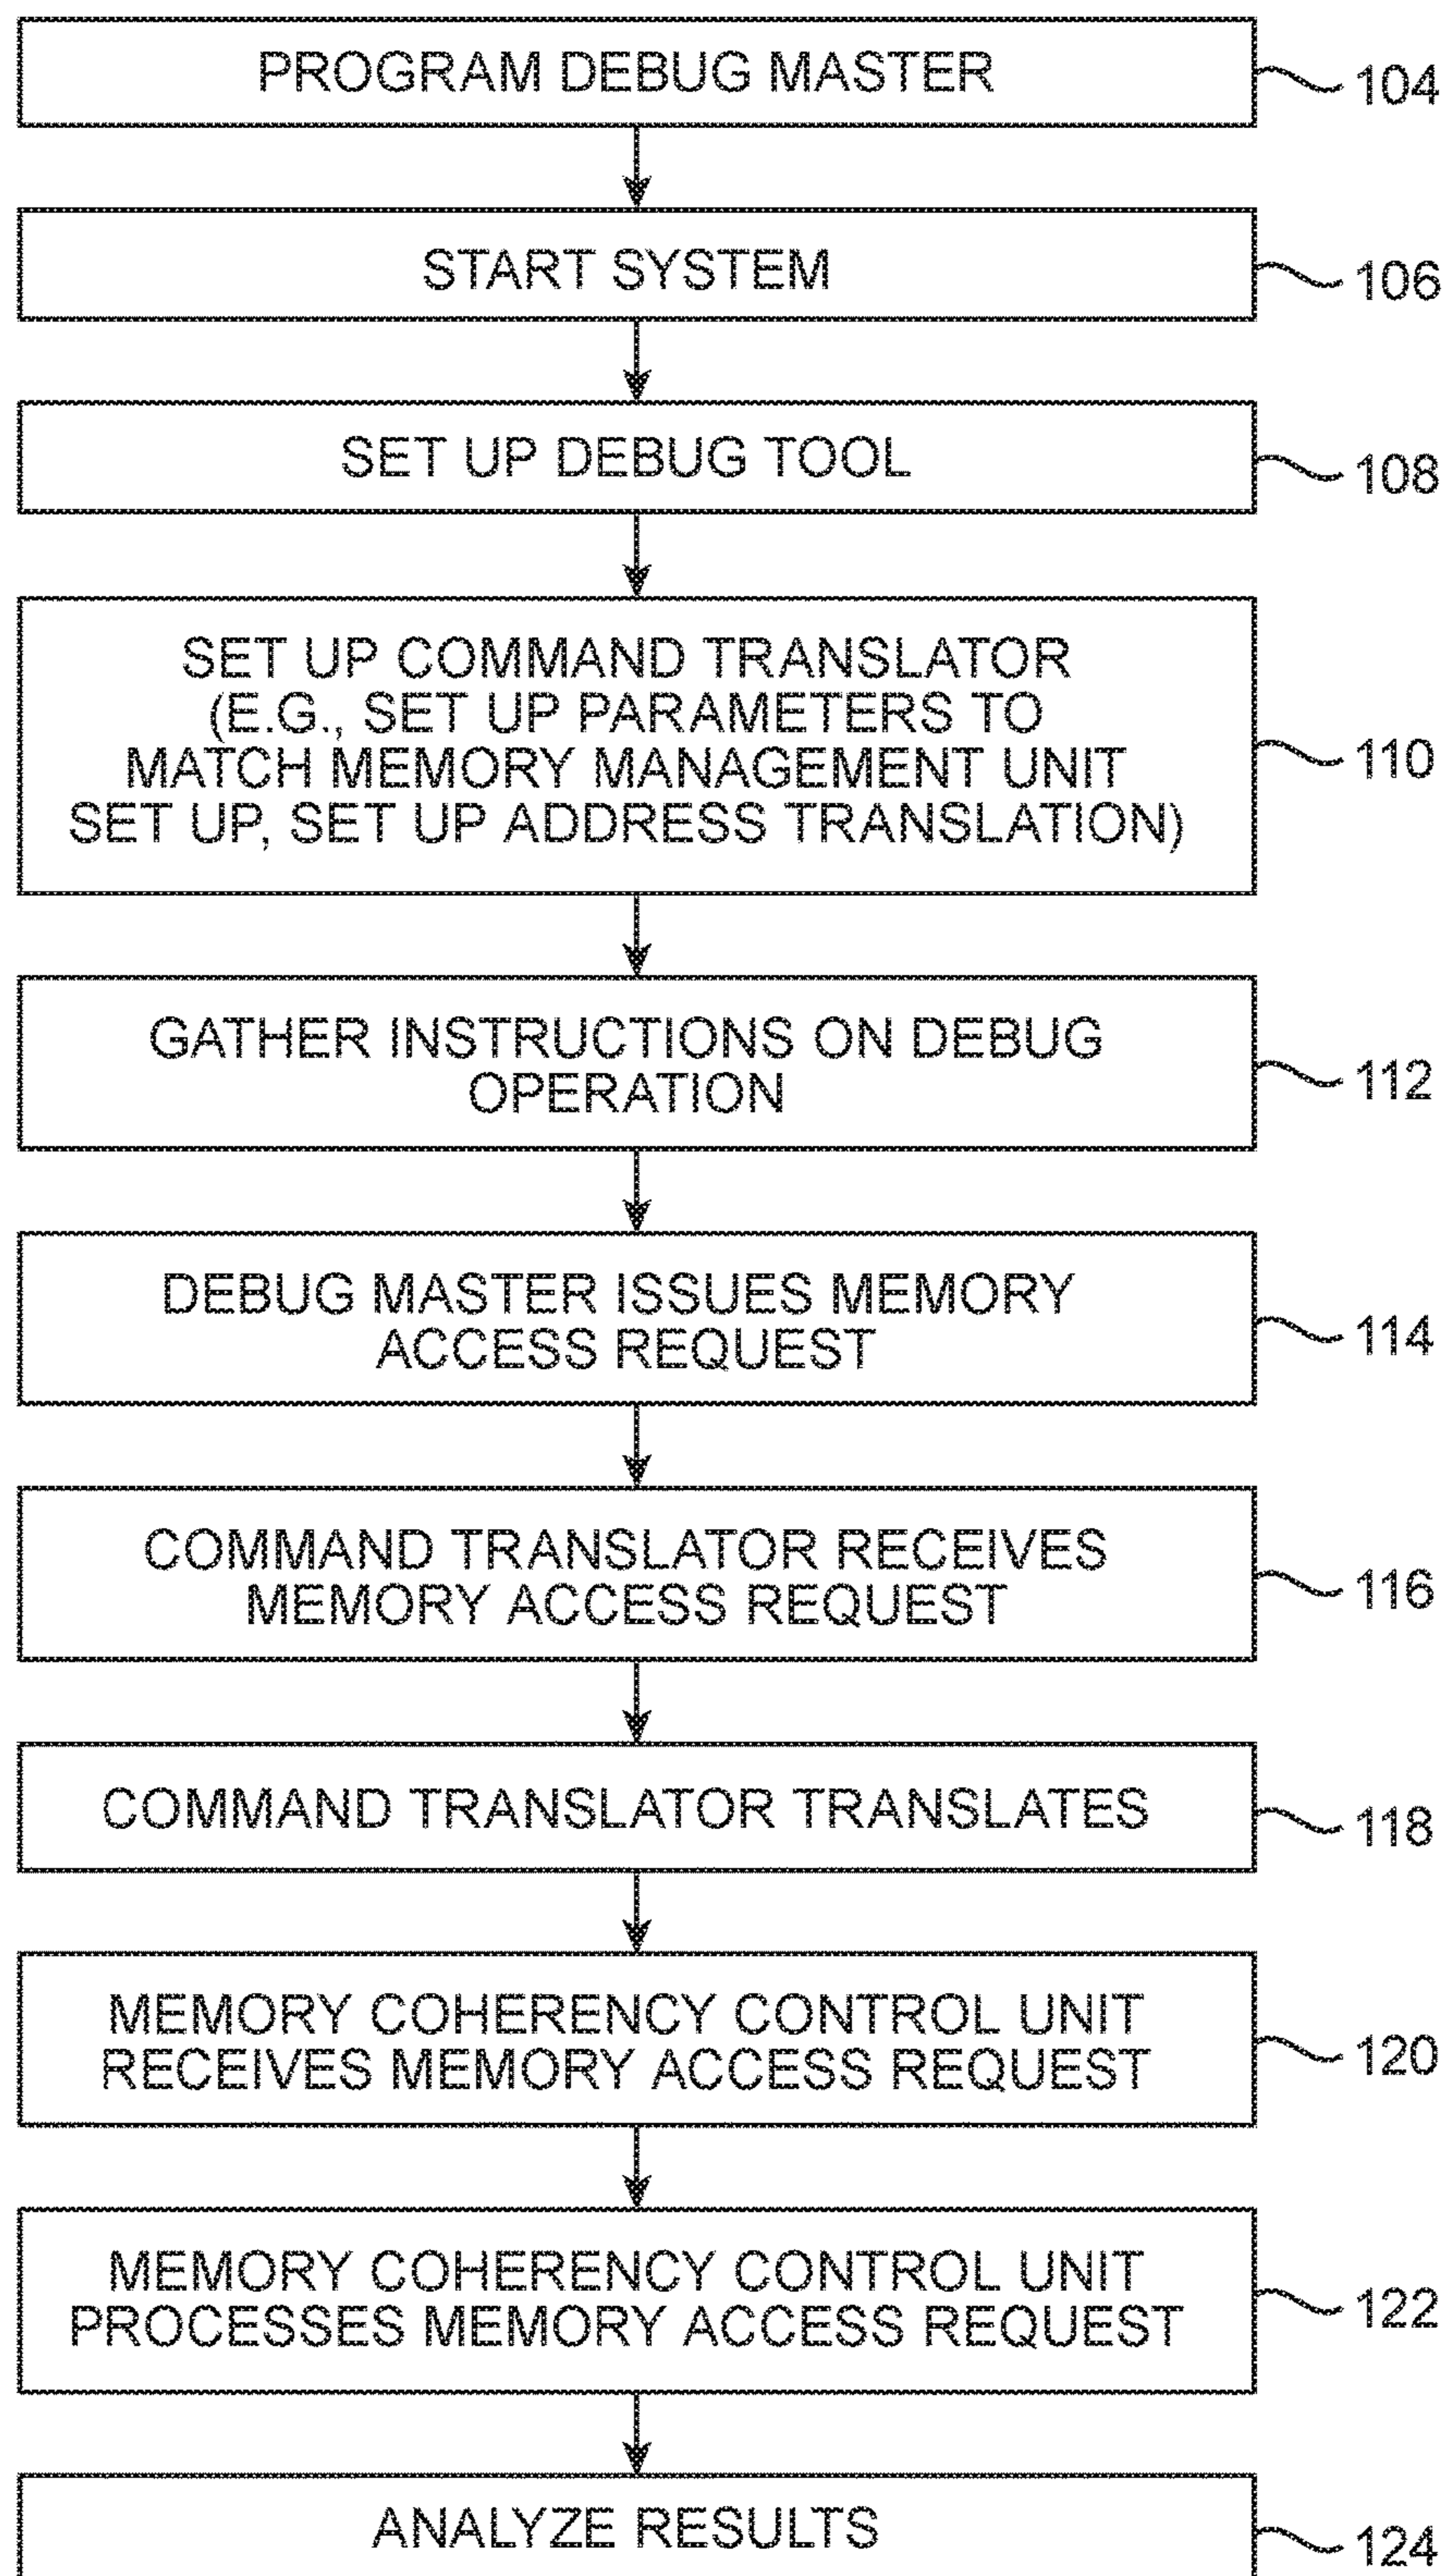 PROGRAM DEBUG MASTER
104
START SYSTEM
106
SET UP DEBUG TOOL
108
SET UP COMMAND TRANSLATOR
(E.G., SET UP PARAMETERS TO
MATCH MEMORY MANAGEMENT UNIT
SET UP, SET UP ADDRESS TRANSLATION)
110
GATHER INSTRUCTIONS ON DEBUG
OPERATION
112
DEBUG MASTER ISSUES MEMORY
ACCESS REQUEST
114
COMMAND TRANSLATOR RECEIVES
MEMORY ACCESS REQUEST
116
COMMAND TRANSLATOR TRANSLATES
118
MEMORY COHERENCY CONTROL UNIT
RECEIVES MEMORY ACCESS REQUEST
120
MEMORY COHERENCY CONTROL UNIT
PROCESSES MEMORY ACCESS REQUEST
122
ANALYZE RESULTS
124